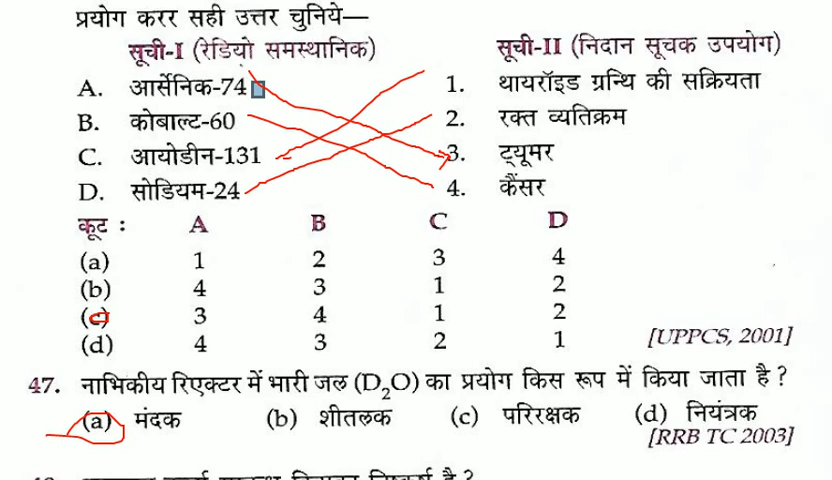 प्रयोग करर सही उत्तर चुनिये—
सूची-I (रेडियो समस्थानिक) सूची-II (निदान सूचक उपयोग)
A. आर्सेनिक-74 1. थायरॉइड ग्रन्थि की सक्रियता
B. कोबाल्ट-60 2. रक्त व्यतिक्रम
C. आयोडीन-131 3. ट्यूमर
D. सोडियम-24 4. कैंसर
कूट : A B C D
(a) 1 2 3 4
(b) 4 3 1 2
(c) 3 4 1 2
(d) 4 3 2 1 [UPPCS, 2001]
47. नाभिकीय रिएक्टर में भारी जल (D₂O) का प्रयोग किस रूप में किया जाता है ?
(a) मंदक (b) शीतलक (c) परिरक्षक (d) नियंत्रक
[RRB TC 2003]